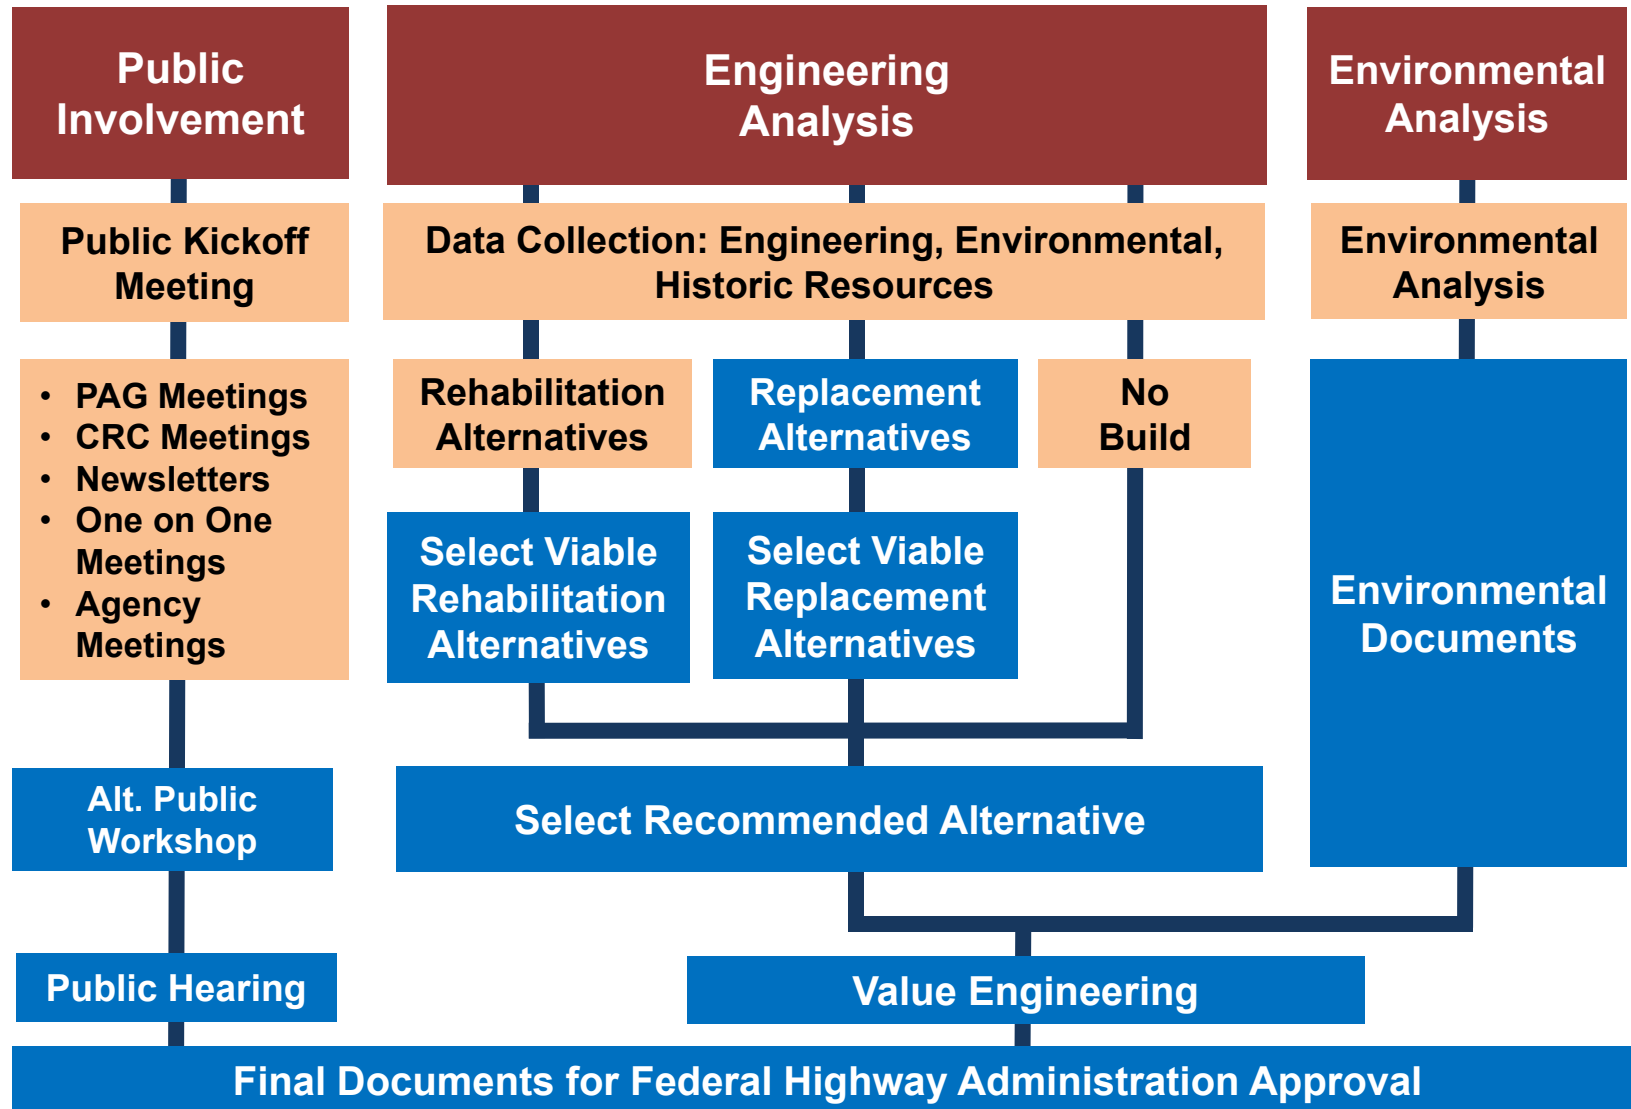 Public
Involvement
Engineering
Analysis
Environmental
Analysis
Public Kickoff
Meeting
Data Collection: Engineering, Environmental,
Historic Resources
Environmental
Analysis
• PAG Meetings
• CRC Meetings
• Newsletters
• One on One
Meetings
• Agency
Meetings
Rehabilitation
Alternatives
Replacement
Alternatives
No
Build
Select Viable
Rehabilitation
Alternatives
Select Viable
Replacement
Alternatives
Environmental
Documents
Alt. Public
Workshop
Select Recommended Alternative
Public Hearing
Value Engineering
Final Documents for Federal Highway Administration Approval